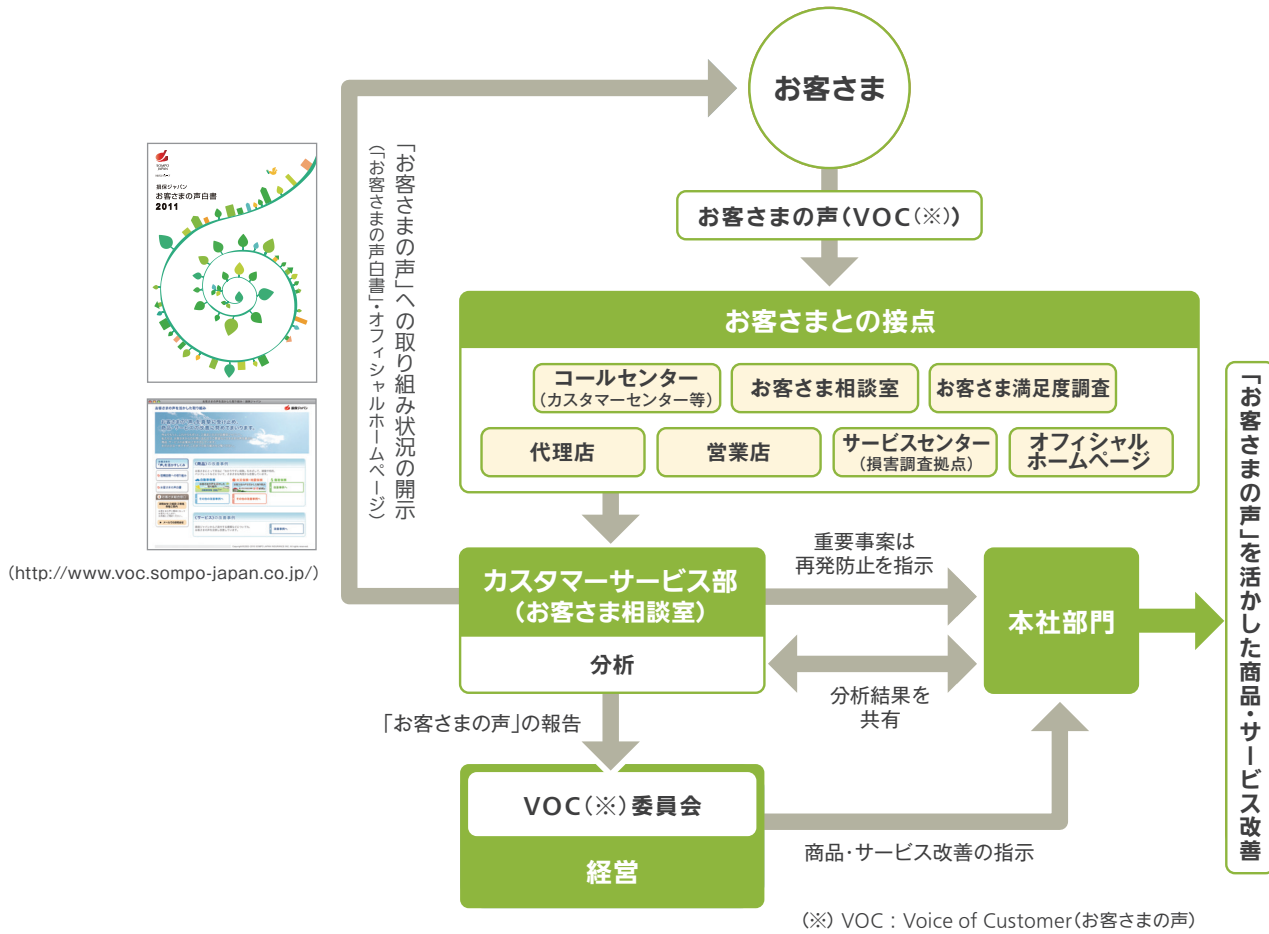 お客さま
お客さまの声(VOC(※))
お客さまとの接点
コールセンター
(カスタマーセンター等)
お客さま相談室
お客さま満足度調査
代理店
営業店
サービスセンター
(損害調査拠点)
オフィシャル
ホームページ
「お客さまの声」への取り組み状況の開示
(「お客さまの声白書」・オフィシャルホームページ)
SOMPO
JAPAN
損保ジャパン
お客さまの声白書
2011
(http://www.voc.sompo-japan.co.jp/)
カスタマーサービス部
(お客さま相談室)
分析
重要事案は
再発防止を指示
分析結果を
共有
本社部門
「お客さまの声」を活かした商品・サービス改善
「お客さまの声」の報告
VOC(※)委員会
経営
商品・サービス改善の指示
(※) VOC : Voice of Customer(お客さまの声)